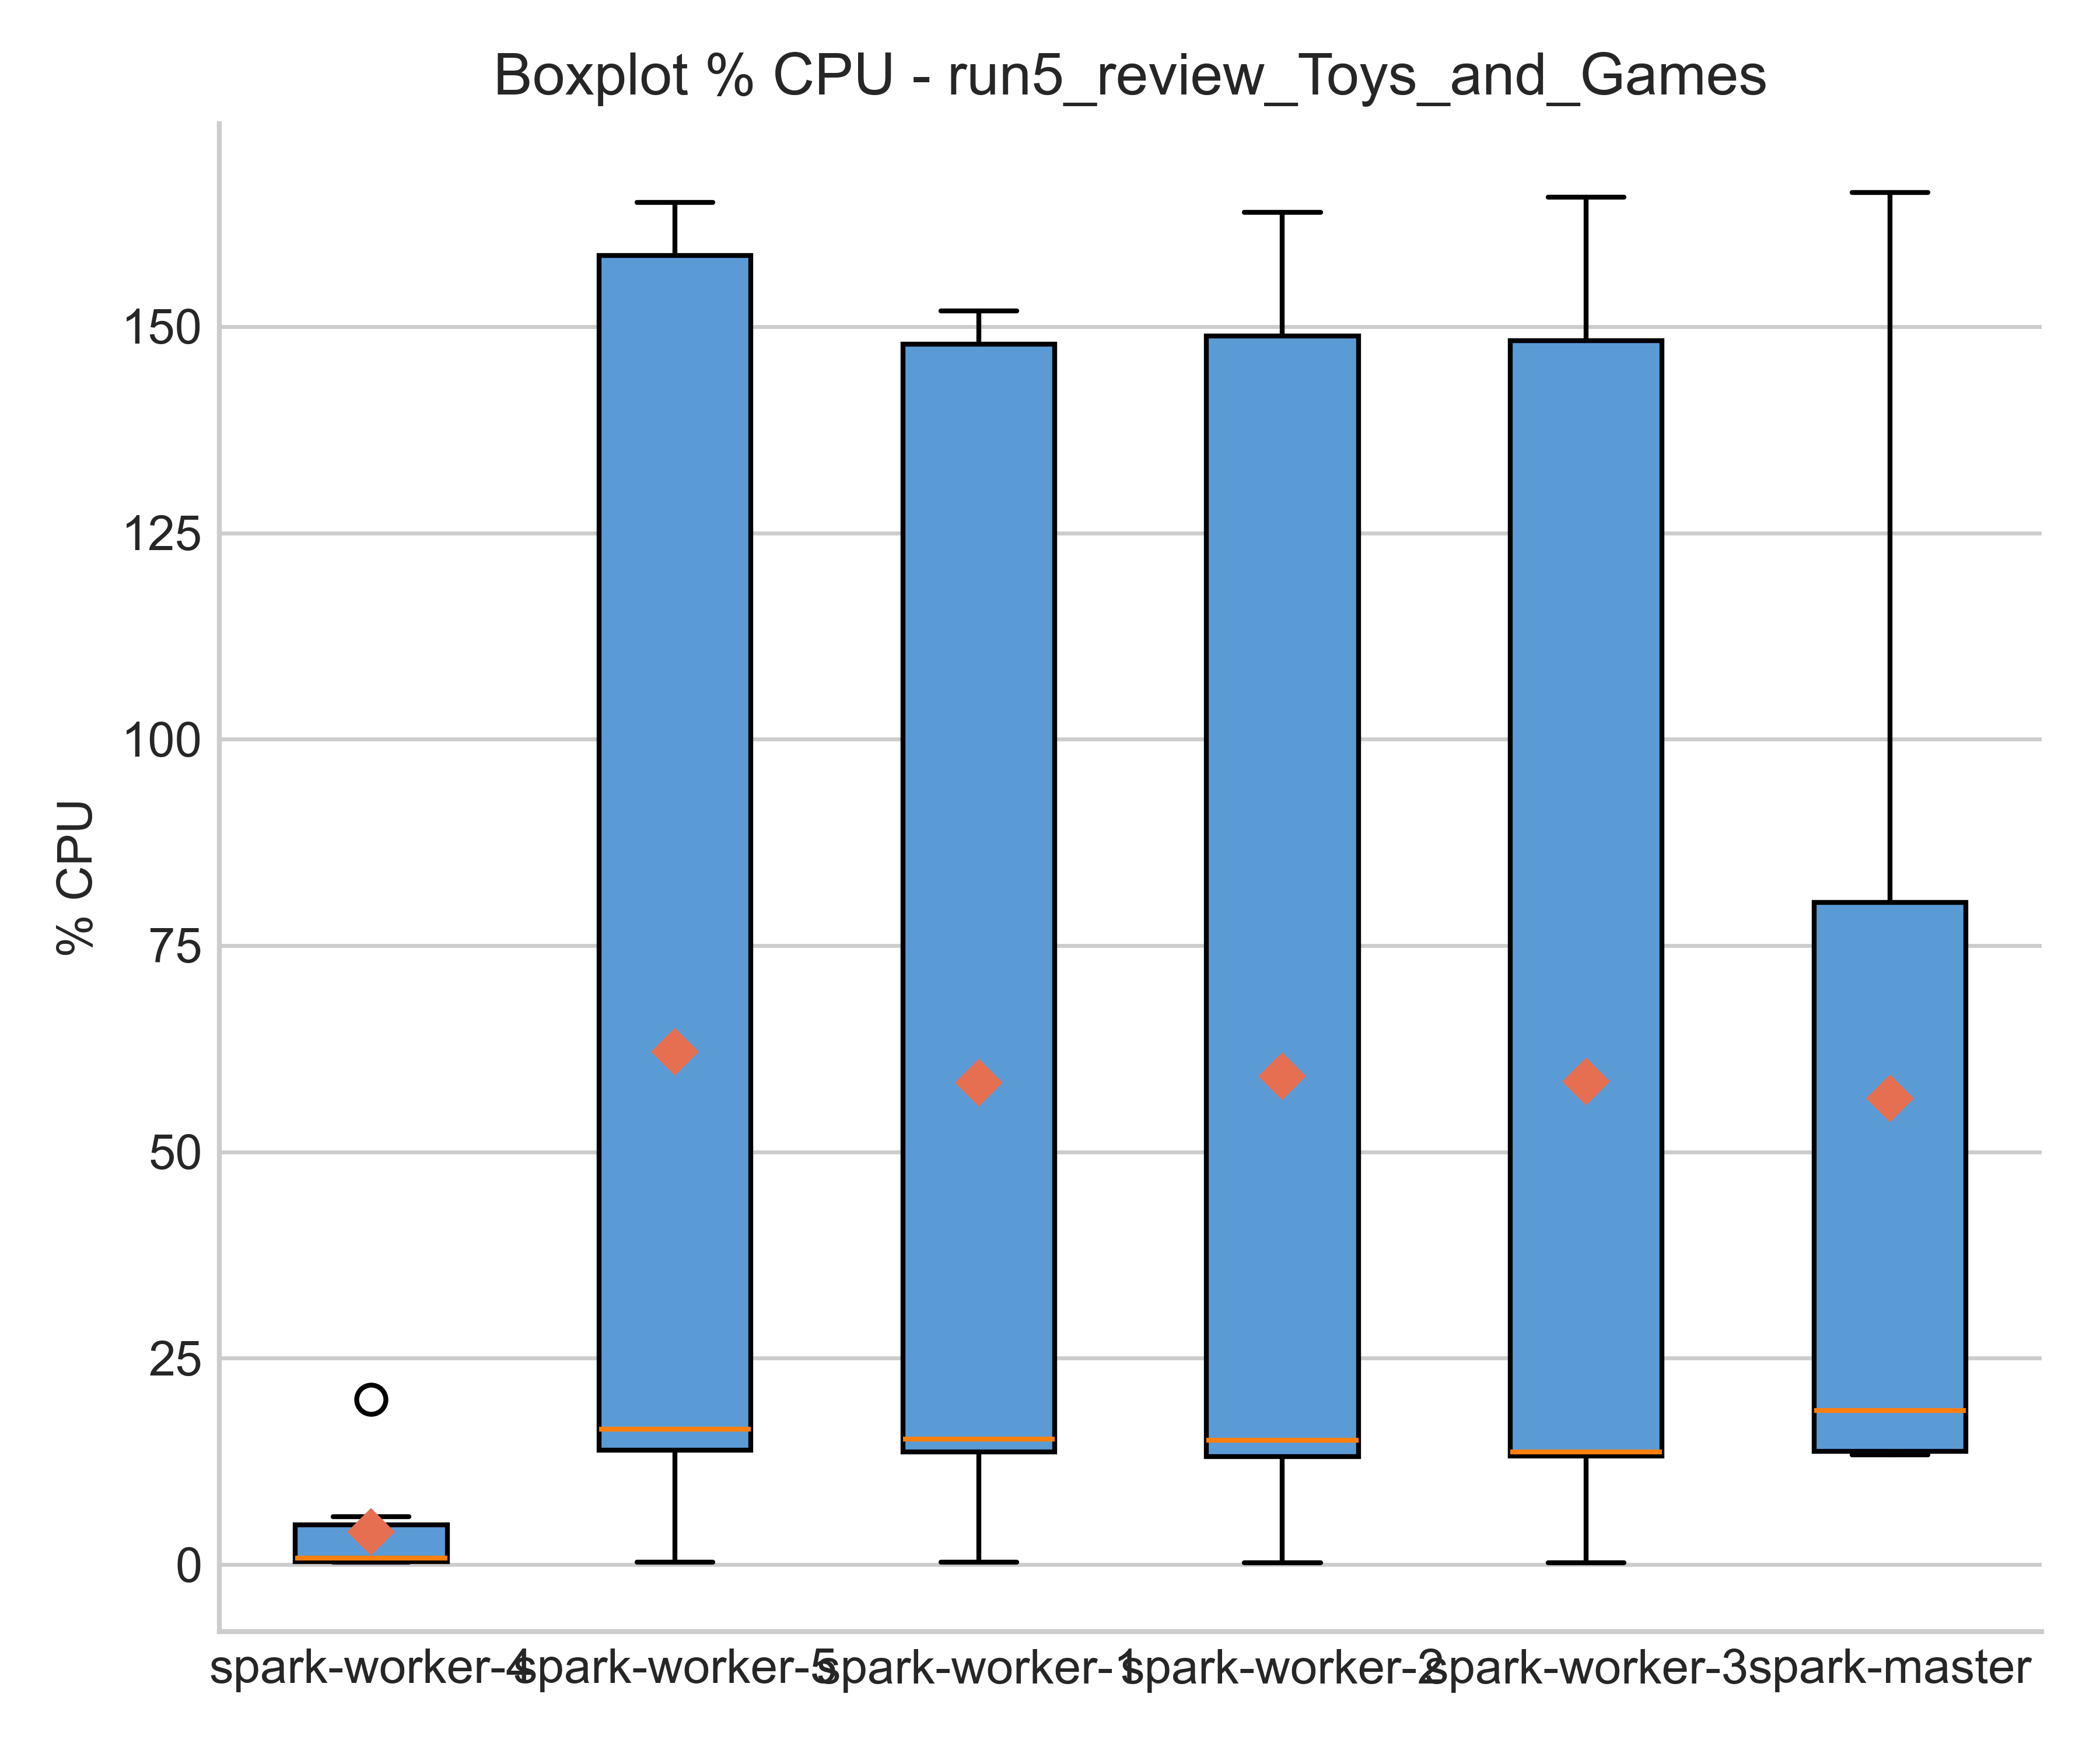 Boxplot % CPU - run5_review_Toys_and_Games
% CPU
150
125
100
75
50
25
0
spark-worker-4 spark-worker-5 spark-worker-1 spark-worker-2 spark-worker-3 spark-master